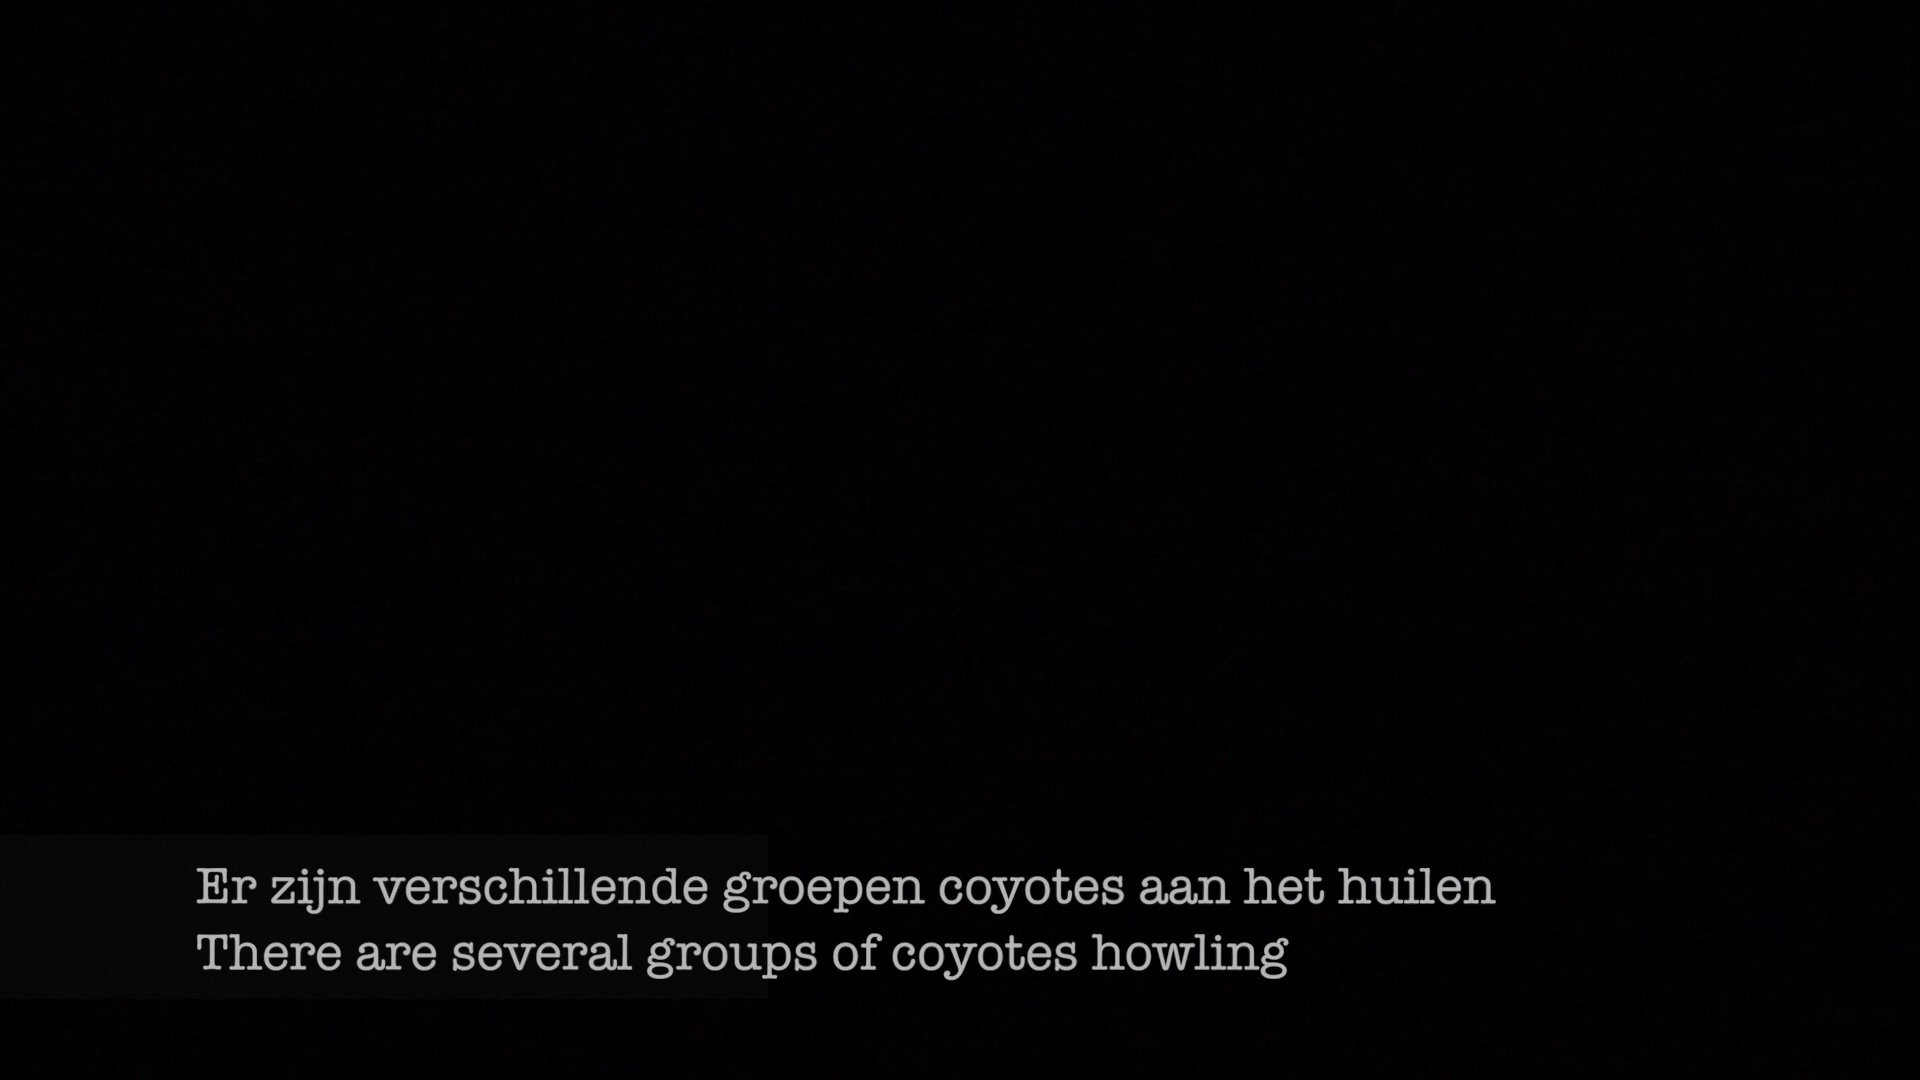 Er zijn verschillende groepen coyotes aan het huilen
There are several groups of coyotes howling